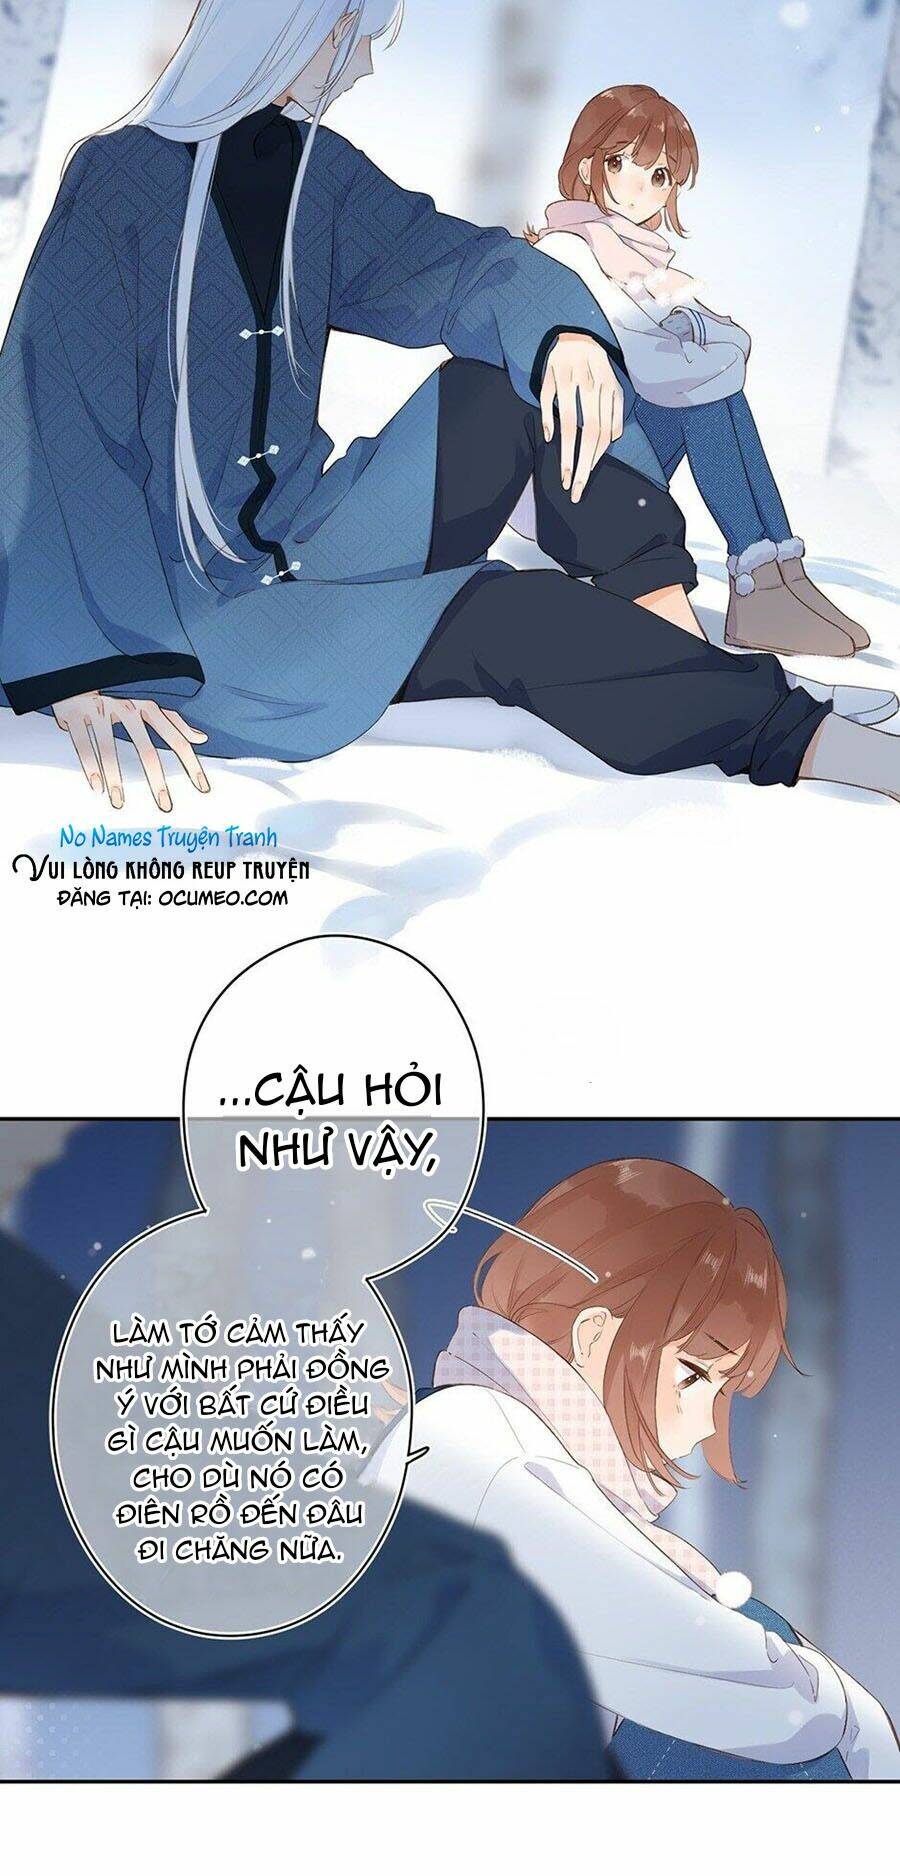 No Names Truyện Tranh
VUI LÒNG KHÔNG REUP TRUYỆN
ĐĂNG TẠI: OCUMEO.COM
...CẬU HỎI
NHƯ VẬY,
LÀM TỚ CẢM THẤY
NHƯ MÌNH PHẢI ĐỒNG
Ý VỚI BẤT CỨ ĐIỀU
GÌ CẬU MUỐN LÀM,
CHO DÙ NÓ CÓ
ĐIÊN RỒ ĐẾN ĐÂU
ĐI CHĂNG NỮA.